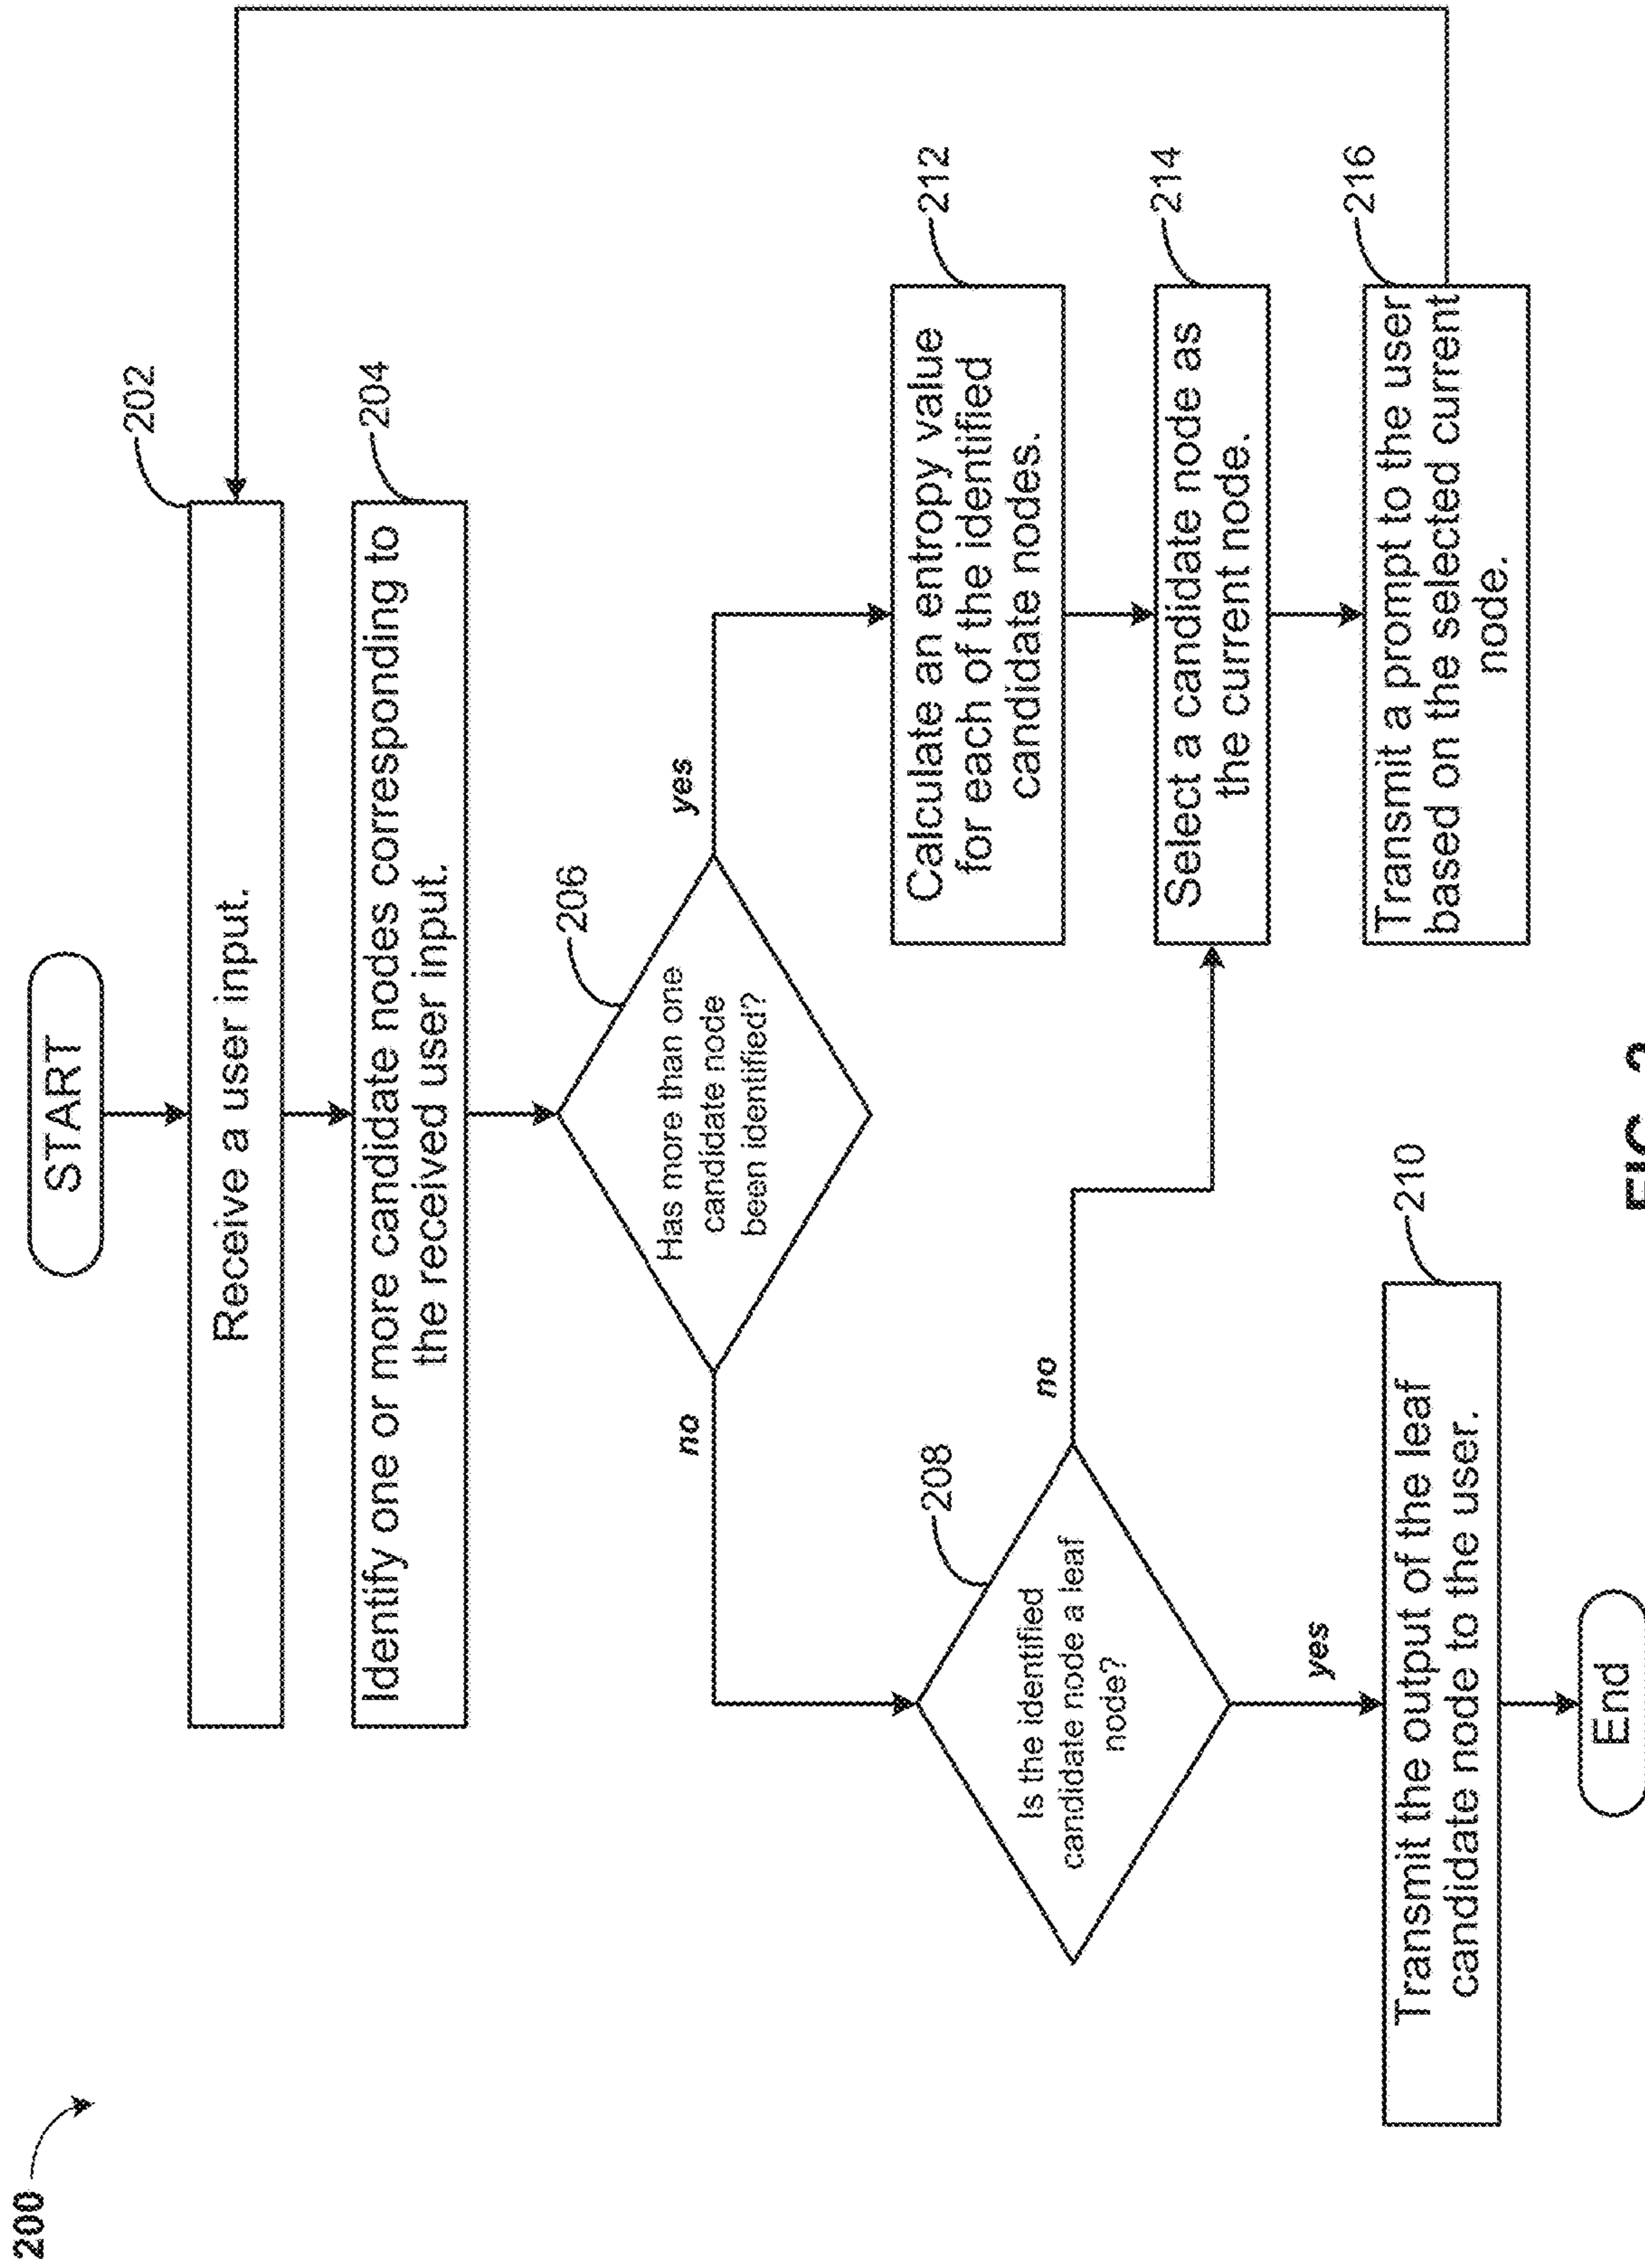 200
START
202
Receive a user input.
204
Identify one or more candidate nodes corresponding to
the received user input.
206
Has more than one
candidate node
been identified?
no
yes
208
Is the identified
candidate node a leaf
node?
no
yes
212
Calculate an entropy value
for each of the identified
candidate nodes.
214
Select a candidate node as
the current node.
216
Transmit a prompt to the user
based on the selected current
node.
210
Transmit the output of the leaf
candidate node to the user.
End